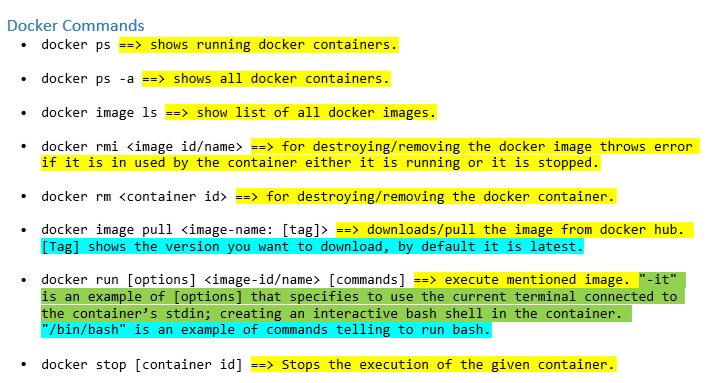 Docker Commands
• docker ps ==> shows running docker containers.
• docker ps -a ==> shows all docker containers.
• docker image ls ==> show list of all docker images.
• docker rmi <image id/name> ==> for destroying/removing the docker image throws error
if it is in used by the container either it is running or it is stopped.
• docker rm <container id> ==> for destroying/removing the docker container.
• docker image pull <image-name: [tag]> ==> downloads/pull the image from docker hub.
[Tag] shows the version you want to download, by default it is latest.
• docker run [options] <image-id/name> [commands] ==> execute mentioned image. "-it"
is an example of [options] that specifies to use the current terminal connected to
the container’s stdin; creating an interactive bash shell in the container.
"/bin/bash" is an example of commands telling to run bash.
• docker stop [container id] ==> Stops the execution of the given container.